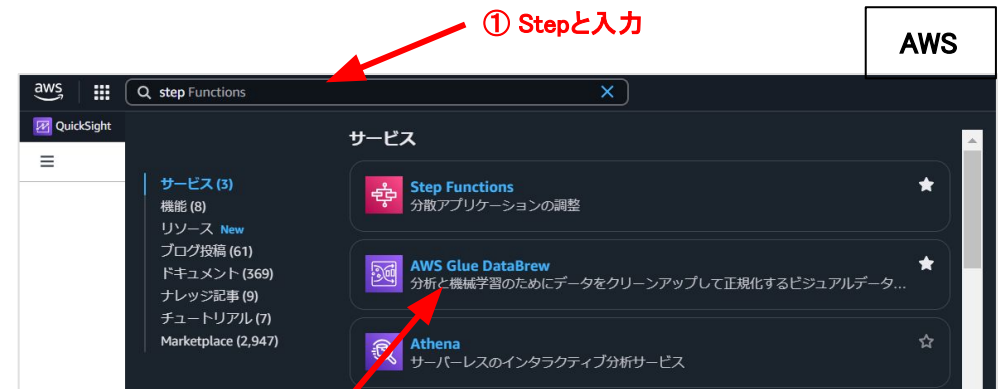 ① Stepと入力
AWS
aws
step Functions
QuickSight
サービス
サービス (3)
機能 (8)
リソース New
ブログ投稿 (61)
ドキュメント (369)
ナレッジ記事 (9)
チュートリアル (7)
Marketplace (2,947)
Step Functions
分散アプリケーションの調整
AWS Glue DataBrew
分析と機械学習のためにデータをクリーンアップして正規化するビジュアルデータ...
Athena
サーバーレスのインタラクティブ分析サービス